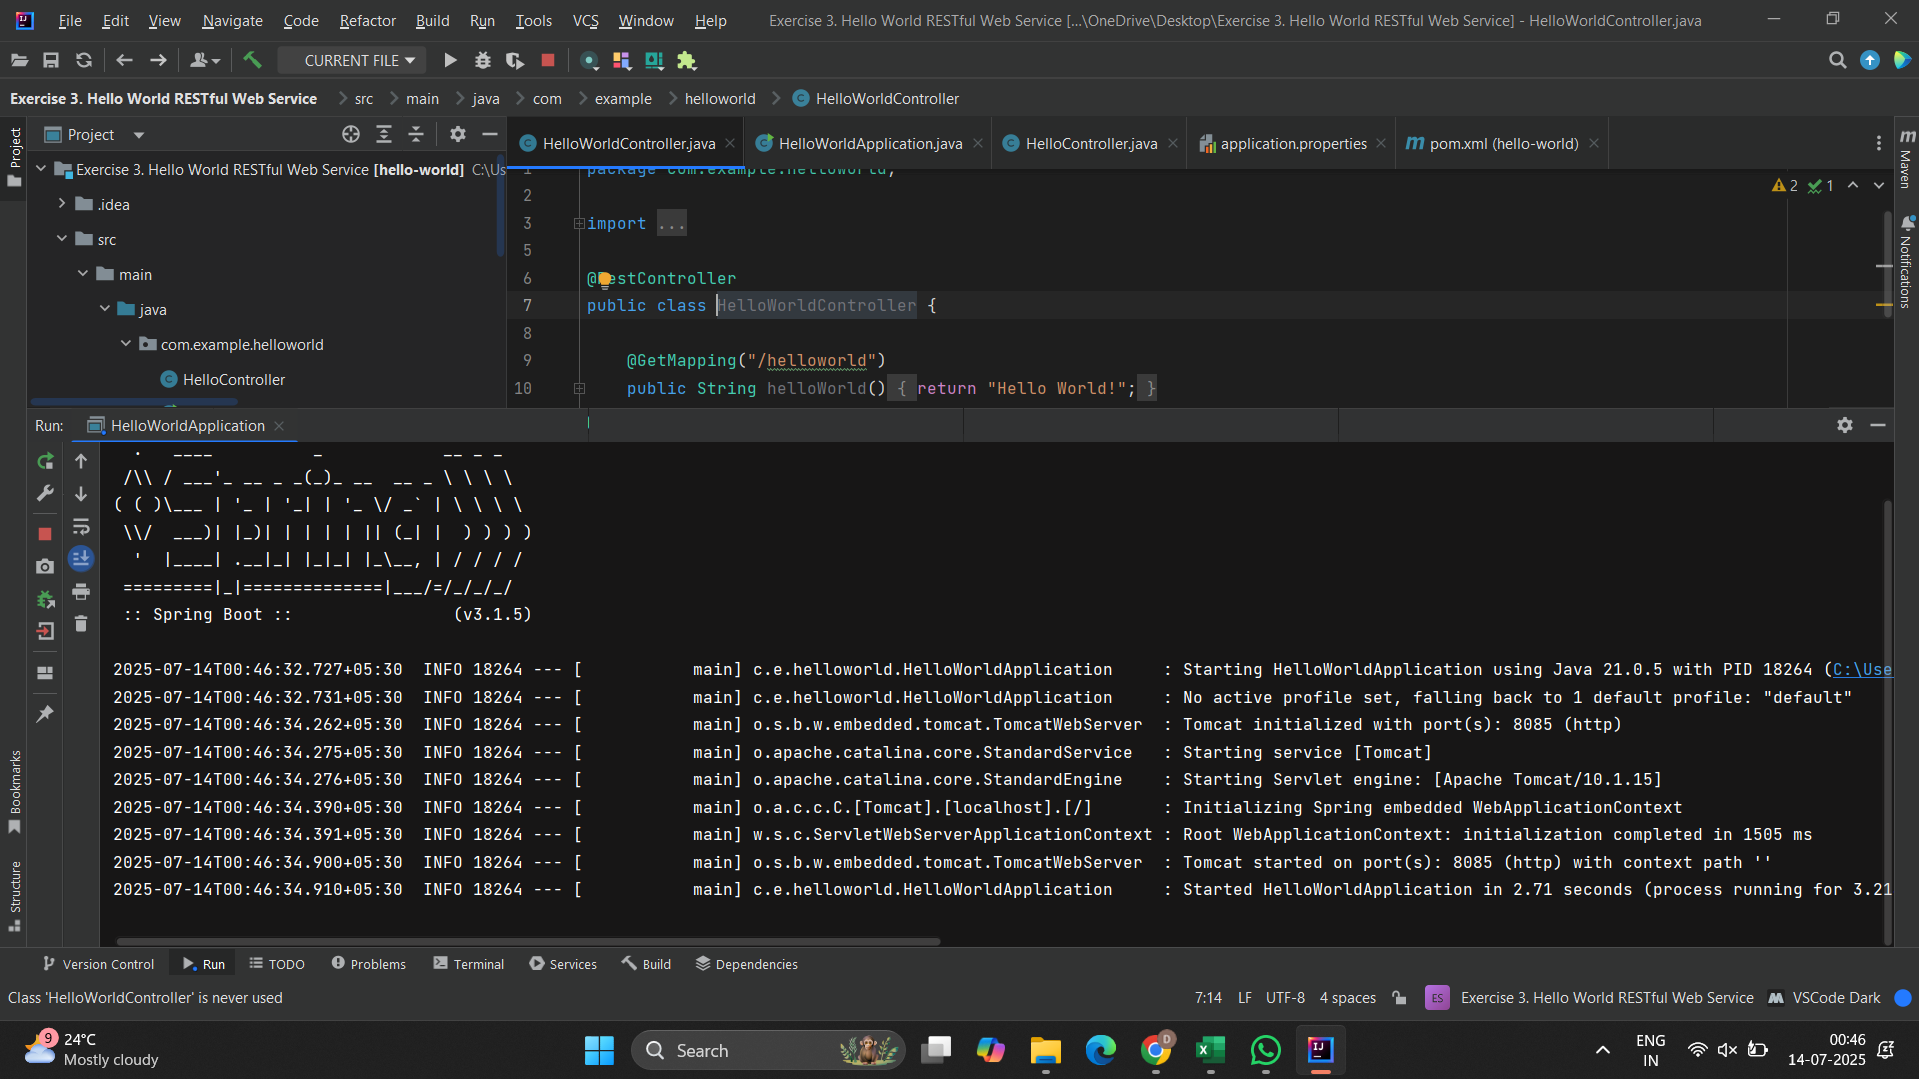 File Edit View Navigate Code Refactor Build Run Tools VCS Window Help Exercise 3. Hello World RESTful Web Service [...\OneDrive\Desktop\Exercise 3. Hello World RESTful Web Service] - HelloWorldController.java
CURRENT FILE
Exercise 3. Hello World RESTful Web Service src main java com example helloworld HelloWorldController
Project
Project
HelloWorldController.java HelloWorldApplication.java HelloController.java application.properties pom.xml (hello-world)
Maven
Notifications
Exercise 3. Hello World RESTful Web Service [hello-world] C:\Us
.idea
src
main
java
com.example.helloworld
HelloController
2 1
1 package com.example.helloworld;
2
3 import ...
5
6 @RestController
7 public class HelloWorldController {
8
9 @GetMapping("/helloworld")
10 public String helloWorld() { return "Hello World!"; }
Run: HelloWorldApplication
  .   ____          _            __ _ _
 /\\ / ___'_ __ _ _(_)_ __  __ _ \ \ \ \
( ( )\___ | '_ | '_| | '_ \/ _` | \ \ \ \
 \\/  ___)| |_)| | | | | || (_| |  ) ) ) )
  '  |____| .__|_| |_|_| |_\__, | / / / /
 =========|_|==============|___/=/_/_/_/
 :: Spring Boot ::                (v3.1.5)
2025-07-14T00:46:32.727+05:30  INFO 18264 --- [           main] c.e.helloworld.HelloWorldApplication     : Starting HelloWorldApplication using Java 21.0.5 with PID 18264 (C:\Use
2025-07-14T00:46:32.731+05:30  INFO 18264 --- [           main] c.e.helloworld.HelloWorldApplication     : No active profile set, falling back to 1 default profile: "default"
2025-07-14T00:46:34.262+05:30  INFO 18264 --- [           main] o.s.b.w.embedded.tomcat.TomcatWebServer  : Tomcat initialized with port(s): 8085 (http)
2025-07-14T00:46:34.275+05:30  INFO 18264 --- [           main] o.apache.catalina.core.StandardService   : Starting service [Tomcat]
2025-07-14T00:46:34.276+05:30  INFO 18264 --- [           main] o.apache.catalina.core.StandardEngine    : Starting Servlet engine: [Apache Tomcat/10.1.15]
2025-07-14T00:46:34.390+05:30  INFO 18264 --- [           main] o.a.c.c.C.[Tomcat].[localhost].[/]       : Initializing Spring embedded WebApplicationContext
2025-07-14T00:46:34.391+05:30  INFO 18264 --- [           main] w.s.c.ServletWebServerApplicationContext : Root WebApplicationContext: initialization completed in 1505 ms
2025-07-14T00:46:34.900+05:30  INFO 18264 --- [           main] o.s.b.w.embedded.tomcat.TomcatWebServer  : Tomcat started on port(s): 8085 (http) with context path ''
2025-07-14T00:46:34.910+05:30  INFO 18264 --- [           main] c.e.helloworld.HelloWorldApplication     : Started HelloWorldApplication in 2.71 seconds (process running for 3.21
Bookmarks
Structure
Version Control Run TODO Problems Terminal Services Build Dependencies
Class 'HelloWorldController' is never used 7:14 LF UTF-8 4 spaces ES Exercise 3. Hello World RESTful Web Service VSCode Dark
9 24°C
Mostly cloudy
Search
D
ENG
IN
00:46
14-07-2025